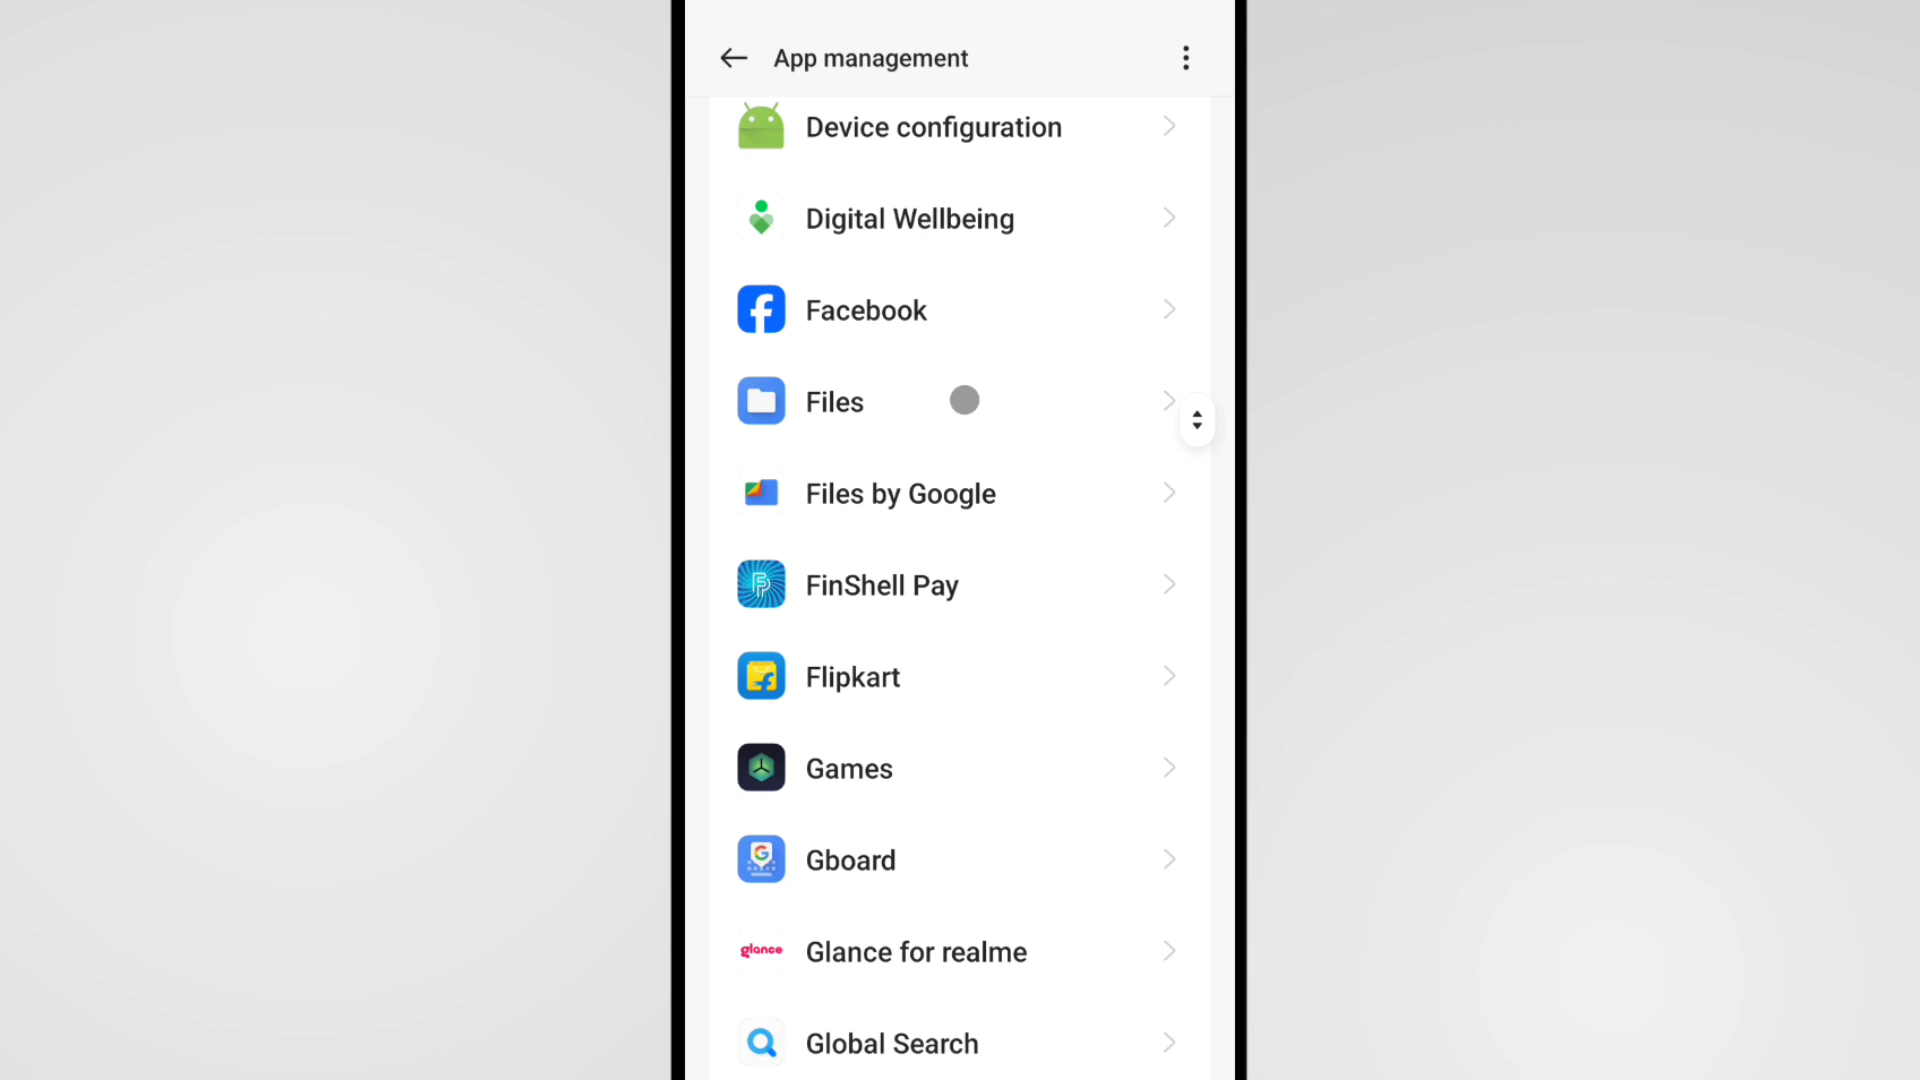 App management
Device configuration
Digital Wellbeing
Facebook
Files
Files by Google
FinShell Pay
Flipkart
Games
Gboard
glance
Glance for realme
Global Search